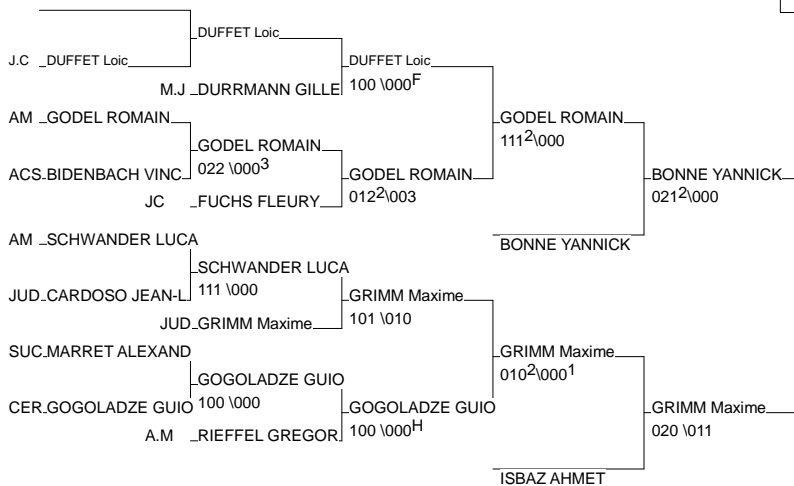 DUFFET Loic
J.C DUFFET Loic DUFFET Loic
M.J DURRMANN GILLE 100 \000F
AM GODEL ROMAIN GODEL ROMAIN
GODEL ROMAIN 1112\000
022 \0003
ACS BIDENBACH VINC GODEL ROMAIN BONNE YANNICK
JC FUCHS FLEURY 0122\003 0212\000
AM SCHWANDER LUCA BONNE YANNICK
SCHWANDER LUCA
JUD CARDOSO JEAN-L 111 \000 GRIMM Maxime
JUD GRIMM Maxime 101 \010
SUC MARRET ALEXAND GRIMM Maxime
GOGOLADZE GUIO 0102\0001
CER GOGOLADZE GUIO 100 \000 GOGOLADZE GUIO GRIMM Maxime
A.M RIEFFEL GREGOR 100 \000H 020 \011
ISBAZ AHMET